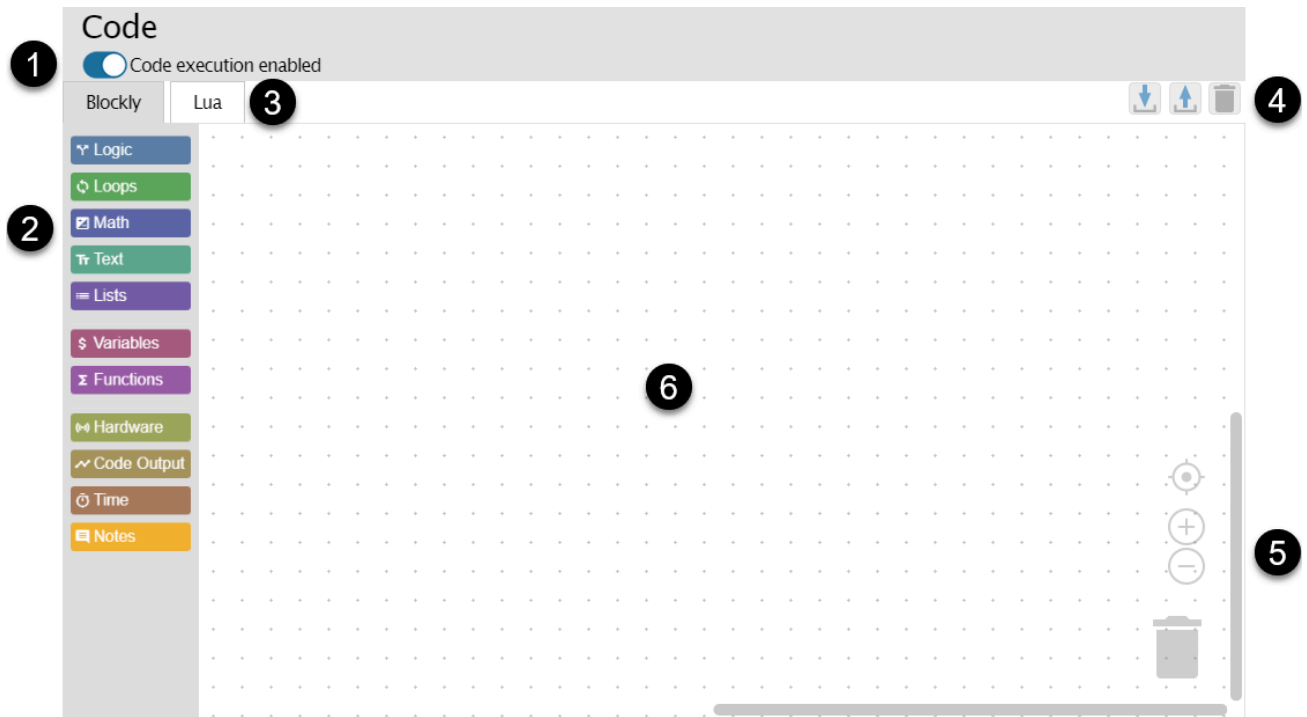 Code
1
Code execution enabled
Blockly
Lua
3
4
Logic
Loops
2
Math
Text
Lists
Variables
Functions
6
Hardware
Code Output
Time
Notes
5